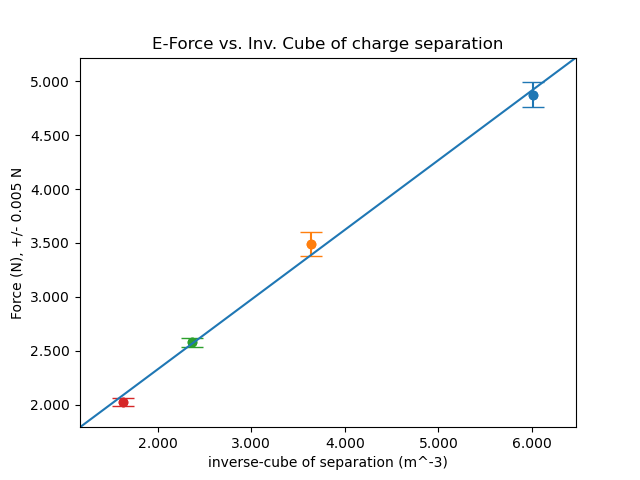 E-Force vs. Inv. Cube of charge separation
Force (N), +/- 0.005 N
5.000
4.500
4.000
3.500
3.000
2.500
2.000
2.000 3.000 4.000 5.000 6.000
inverse-cube of separation (m^-3)